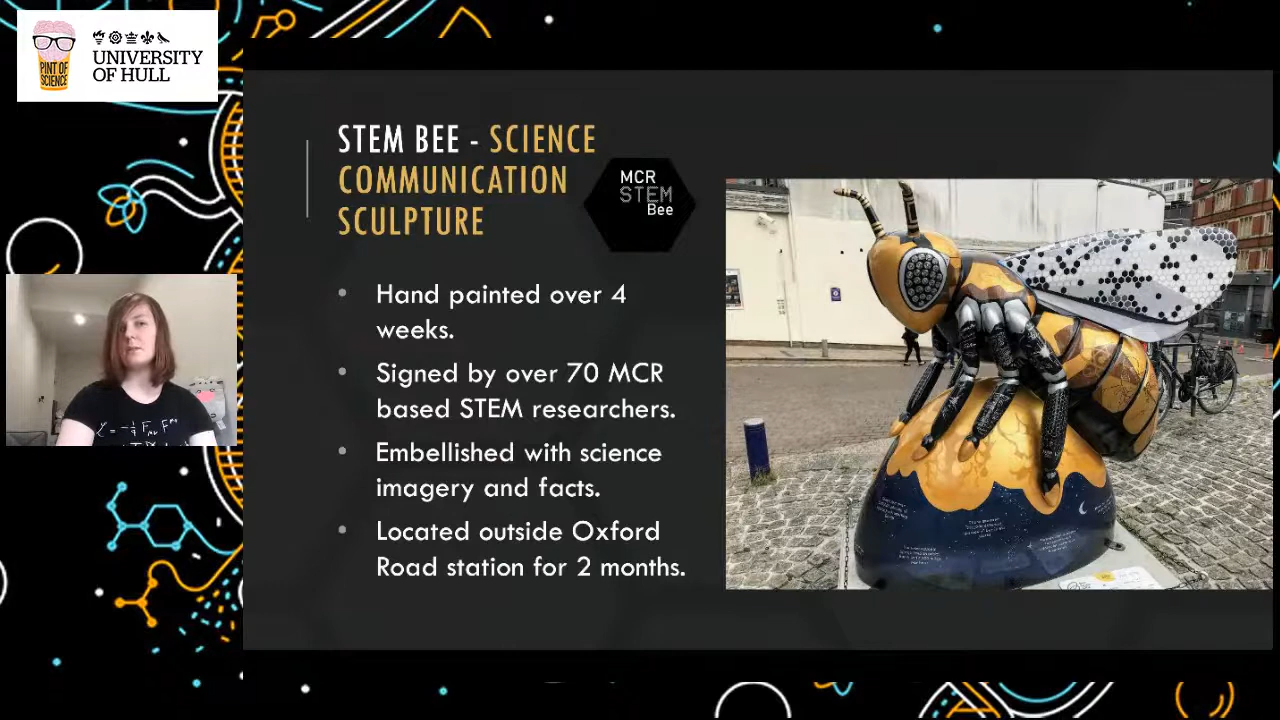 PINT OF
SCIENCE
UNIVERSITY
OF HULL
STEM BEE - SCIENCE
COMMUNICATION
SCULPTURE
MCR
STEM
Bee
• Hand painted over 4
weeks.
• Signed by over 70 MCR
based STEM researchers.
• Embellished with science
imagery and facts.
• Located outside Oxford
Road station for 2 months.